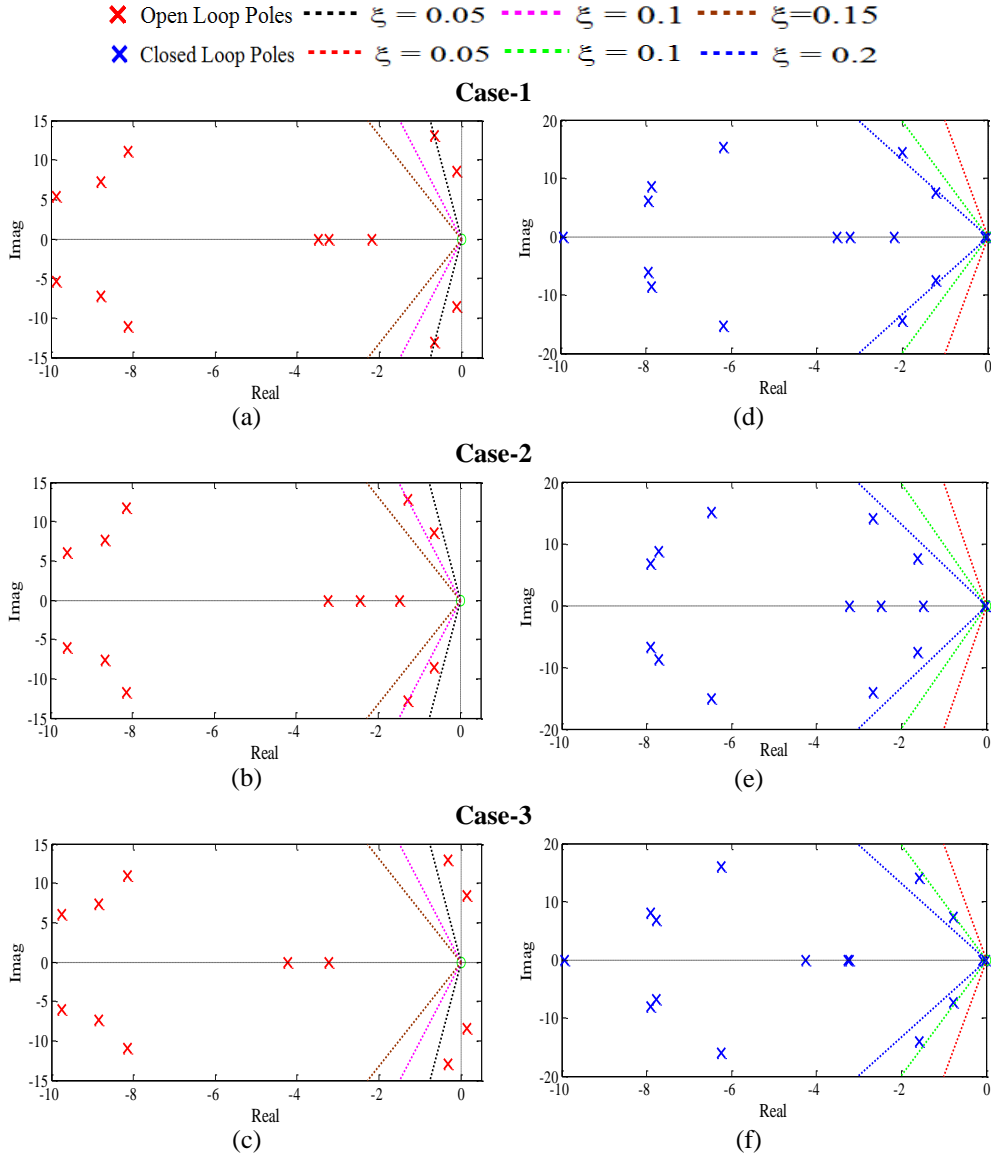 Open Loop Poles ξ = 0.05 ξ = 0.1 ξ=0.15
Closed Loop Poles ξ = 0.05 ξ = 0.1 ξ = 0.2
Case-1
15
10
5
0
-5
-10
-15
Imag
-10 -8 -6 -4 -2 0
Real
(a)
20
10
0
-10
-20
Imag
-10 -8 -6 -4 -2 0
Real
(d)
Case-2
15
10
5
0
-5
-10
-15
Imag
-10 -8 -6 -4 -2 0
Real
(b)
20
10
0
-10
-20
Imag
-10 -8 -6 -4 -2 0
Real
(e)
Case-3
15
10
5
0
-5
-10
-15
Imag
-10 -8 -6 -4 -2 0
Real
(c)
20
10
0
-10
-20
Imag
-10 -8 -6 -4 -2 0
Real
(f)